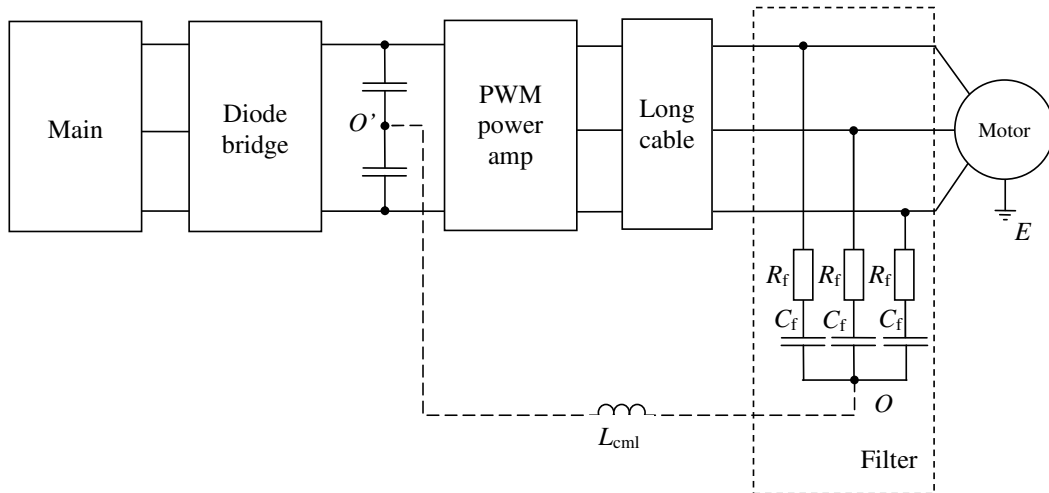 Main
Diode
bridge
O’
PWM
power
amp
Long
cable
Motor
E
Rf Rf Rf
Cf Cf Cf
O
Lcml
Filter